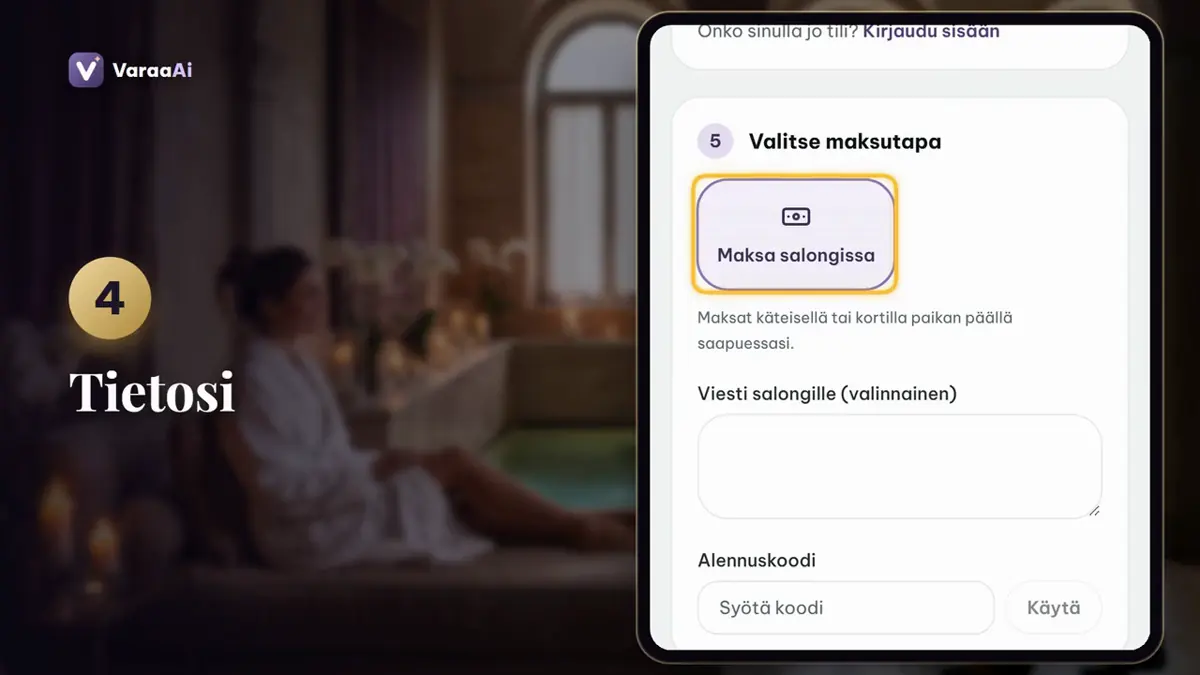 VaraaAi
4
Tietosi
Onko sinulla jo tili? Kirjaudu sisään
5 Valitse maksutapa
Maksa salongissa
Maksat käteisellä tai kortilla paikan päällä
saapuessasi.
Viesti salongille (valinnainen)
Alennuskoodi
Syötä koodi
Käytä